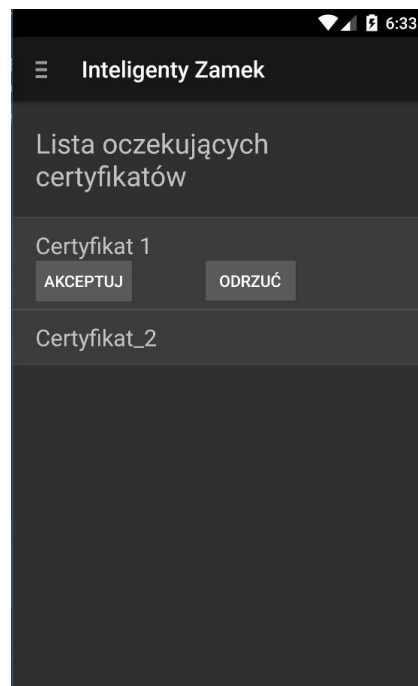 6:33
Inteligenty Zamek
Lista oczekujących
certyfikatów
Certyfikat 1
AKCEPTUJ ODRZUĆ
Certyfikat_2